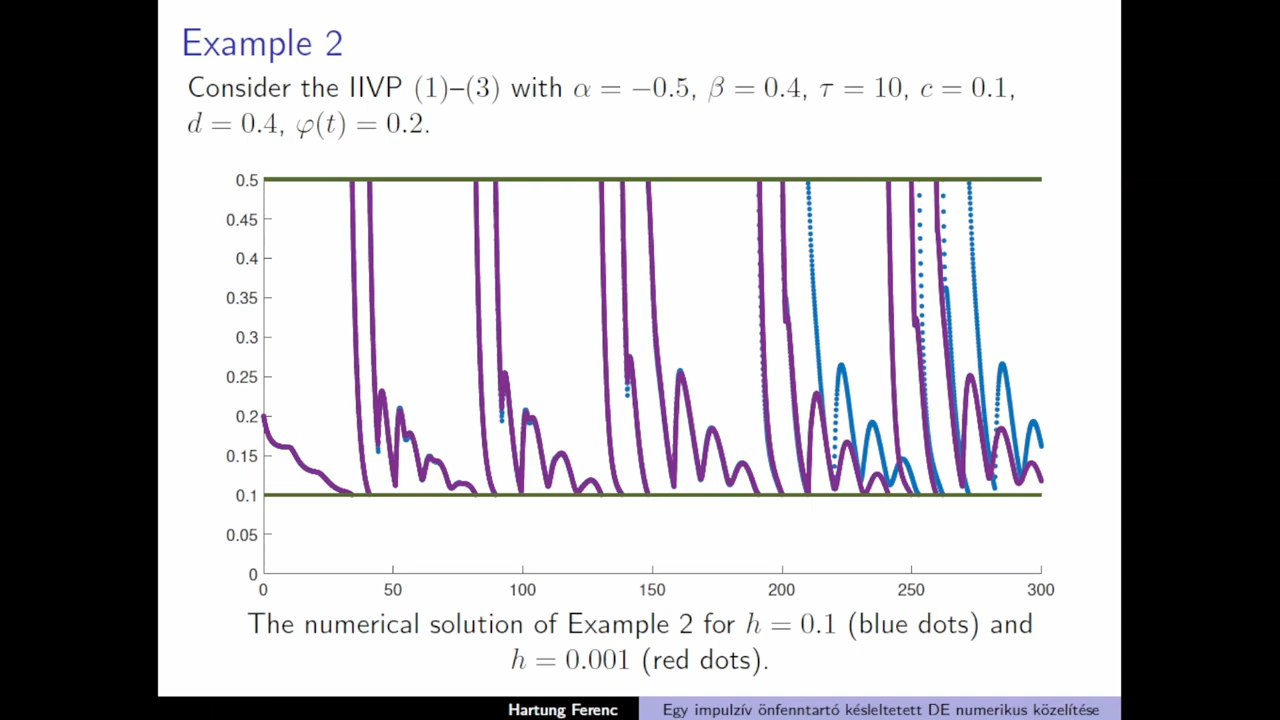 Example 2
Consider the IIVP (1)–(3) with α = −0.5, β = 0.4, τ = 10, c = 0.1,
d = 0.4, φ(t) = 0.2.
0.5
0.45
0.4
0.35
0.3
0.25
0.2
0.15
0.1
0.05
0
0 50 100 150 200 250 300
The numerical solution of Example 2 for h = 0.1 (blue dots) and
h = 0.001 (red dots).
Hartung Ferenc Egy impulzív önfenntartó késleltetett DE numerikus közelítése